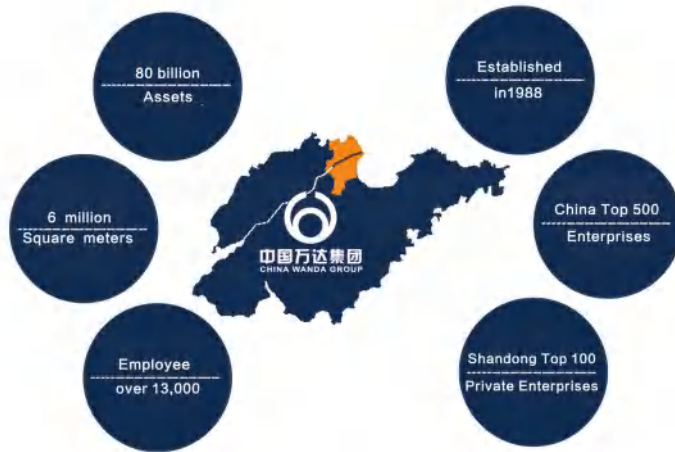 80 billion
Assets
Established
in1988
6 million
Square meters
中国万达集团
CHINA WANDA GROUP
China Top 500
Enterprises
Employee
over 13,000
Shandong Top 100
Private Enterprises